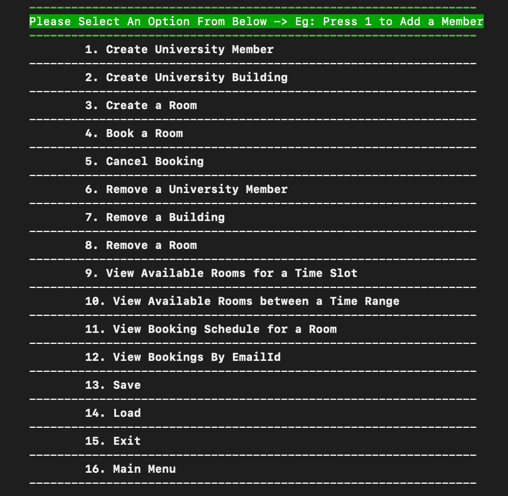 Please Select An Option From Below —> Eg: Press 1 to Add a Member
1. Create University Member
2. Create University Building
3. Create a Room
4. Book a Room
5. Cancel Booking
6. Remove a University Member
7. Remove a Building
8. Remove a Room
9. View Available Rooms for a Time Slot
10. View Available Rooms between a Time Range
11. View Booking Schedule for a Room
12. View Bookings By EmailId
13. Save
14. Load
15. Exit
16. Main Menu